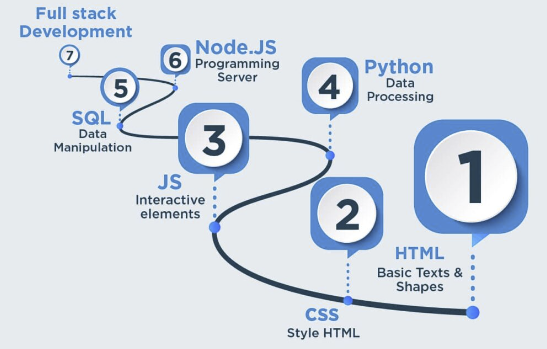 Full stack
Development
7
6
Node.JS
Programming
Server
5
SQL
Data
Manipulation
4
Python
Data
Processing
3
JS
Interactive
elements
2
CSS
Style HTML
1
HTML
Basic Texts &
Shapes